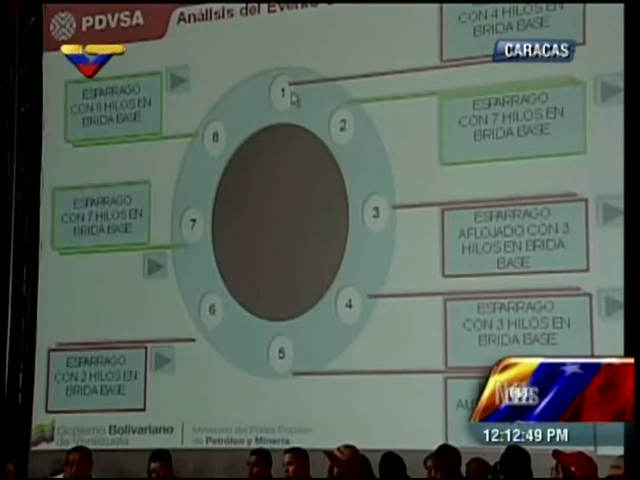 PDVSA
Análisis del Evento
CARACAS
CON 4 HILOS EN
BRIDA BASE
ESPARRAGO
CON 8 HILOS EN
BRIDA BASE
ESPARRAGO
CON 7 HILOS EN
BRIDA BASE
ESPARRAGO
CON 7 HILOS EN
BRIDA BASE
ESPARRAGO
AFLOJADO CON 3
HILOS EN BRIDA
BASE
ESPARRAGO
CON 3 HILOS EN
BRIDA BASE
ESPARRAGO
CON 2 HILOS EN
BRIDA BASE
1
2
3
4
5
6
7
8
Gobierno Bolivariano
de Venezuela
Ministerio del Poder Popular
de Petróleo y Minería
12:12:49 PM